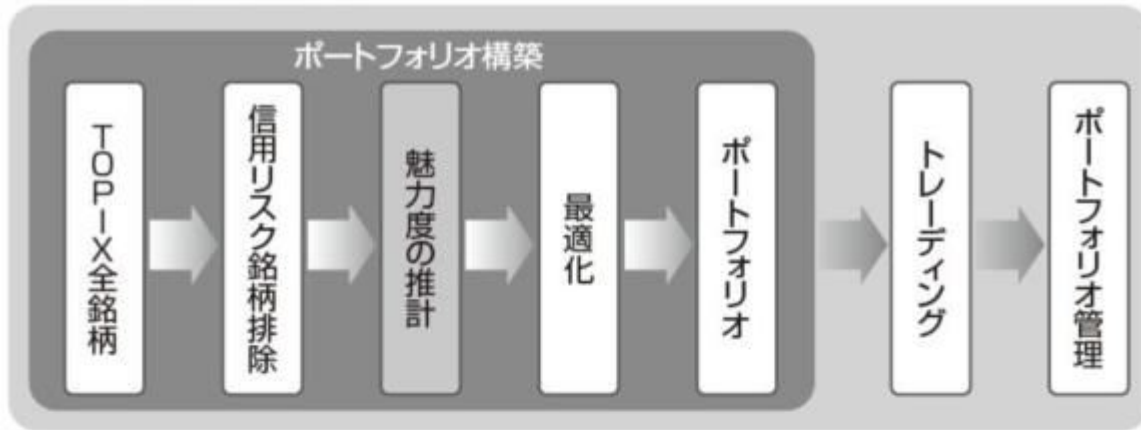 ポートフォリオ構築
TOPIX全銘柄
信用リスク銘柄排除
魅力度の推計
最適化
ポートフォリオ
トレーディング
ポートフォリオ管理